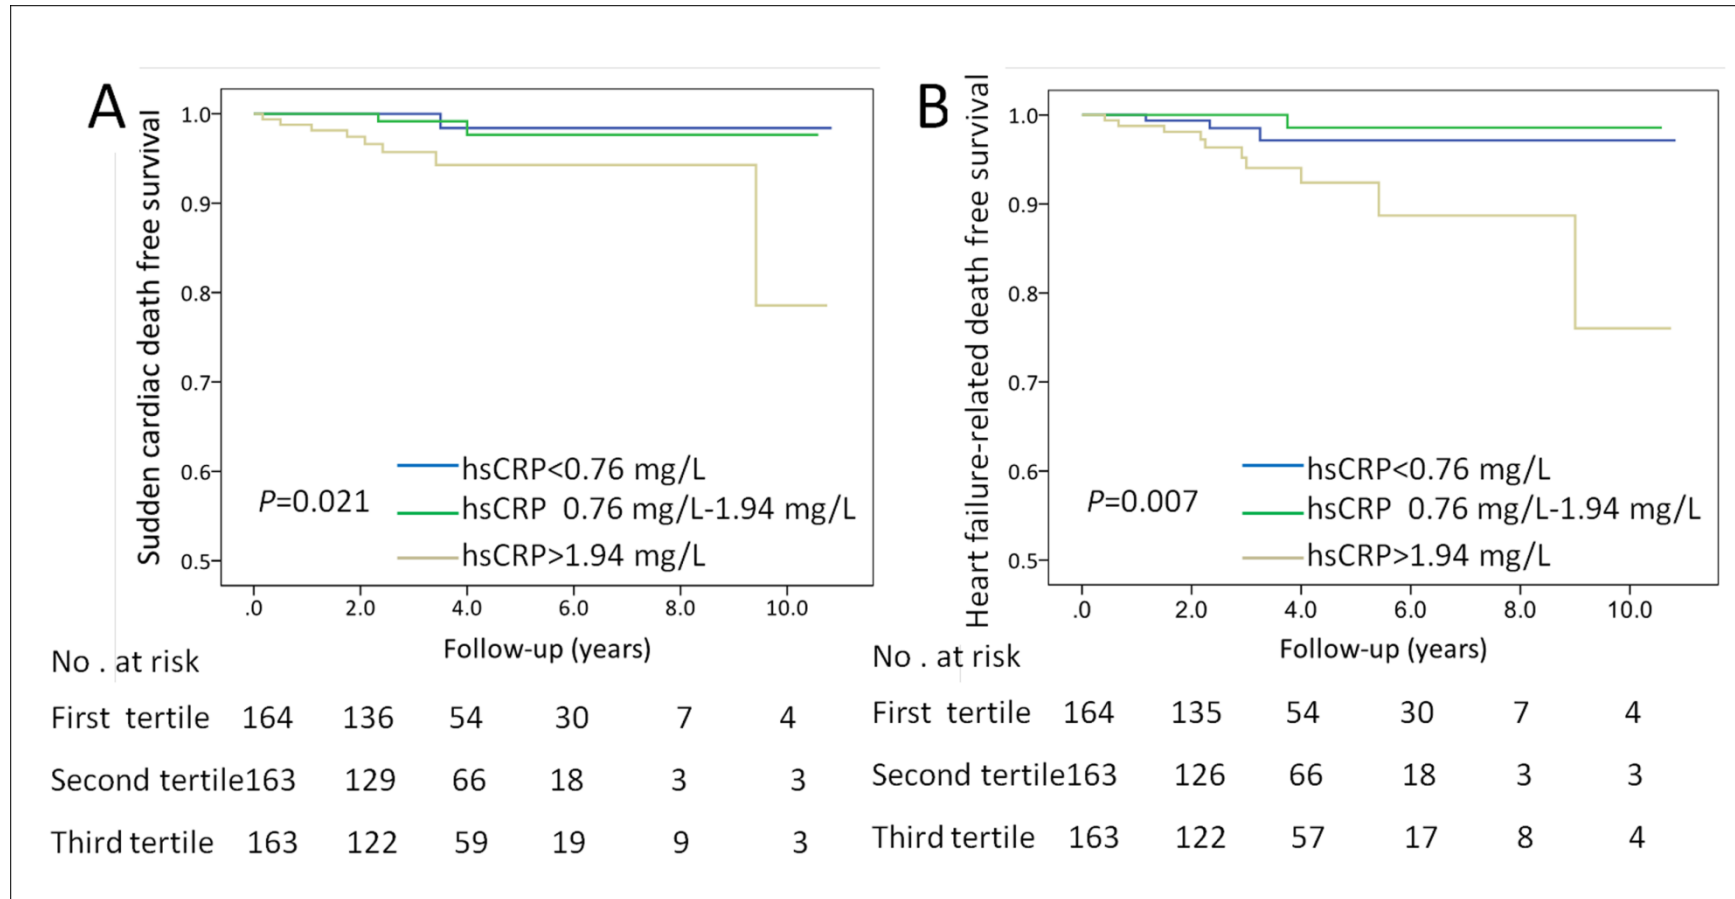 A
Sudden cardiac death free survival
1.0
0.9
0.8
0.7
0.6
0.5
P=0.021
hsCRP<0.76 mg/L
hsCRP 0.76 mg/L-1.94 mg/L
hsCRP>1.94 mg/L
.0 2.0 4.0 6.0 8.0 10.0
Follow-up (years)
No . at risk
First tertile 164 136 54 30 7 4
Second tertile 163 129 66 18 3 3
Third tertile 163 122 59 19 9 3
B
Heart failure-related death free survival
1.0
0.9
0.8
0.7
0.6
0.5
P=0.007
hsCRP<0.76 mg/L
hsCRP 0.76 mg/L-1.94 mg/L
hsCRP>1.94 mg/L
.0 2.0 4.0 6.0 8.0 10.0
Follow-up (years)
No . at risk
First tertile 164 135 54 30 7 4
Second tertile 163 126 66 18 3 3
Third tertile 163 122 57 17 8 4